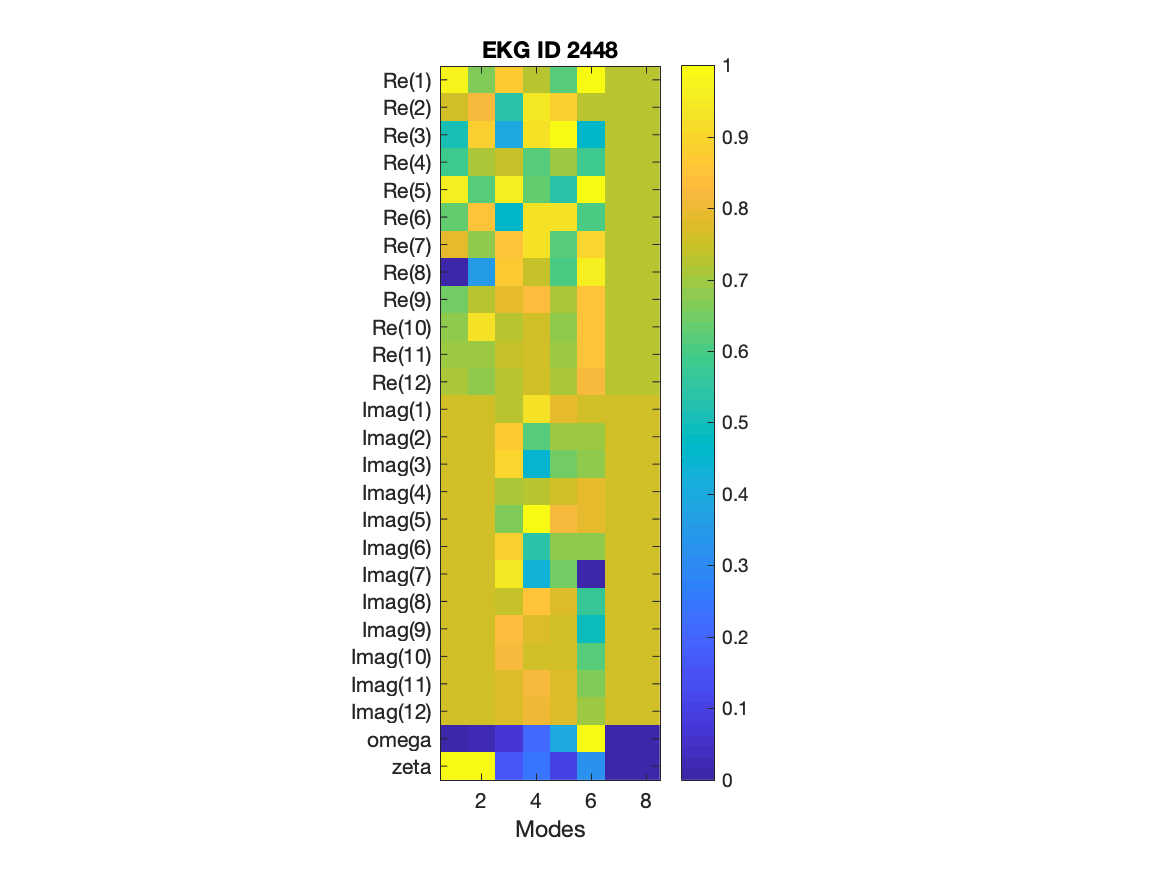 EKG ID 2448
Re(1)
Re(2)
Re(3)
Re(4)
Re(5)
Re(6)
Re(7)
Re(8)
Re(9)
Re(10)
Re(11)
Re(12)
Imag(1)
Imag(2)
Imag(3)
Imag(4)
Imag(5)
Imag(6)
Imag(7)
Imag(8)
Imag(9)
Imag(10)
Imag(11)
Imag(12)
omega
zeta
2 4 6 8
Modes
1
0.9
0.8
0.7
0.6
0.5
0.4
0.3
0.2
0.1
0